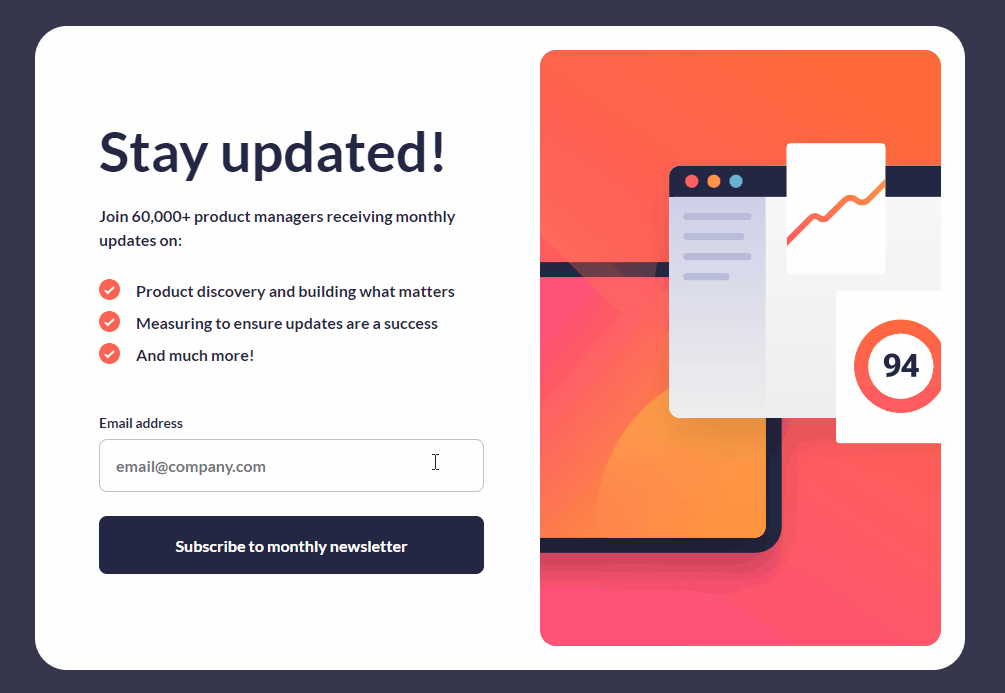 Stay updated!
Join 60,000+ product managers receiving monthly
updates on:
Product discovery and building what matters
Measuring to ensure updates are a success
And much more!
Email address
email@company.com
Subscribe to monthly newsletter
94